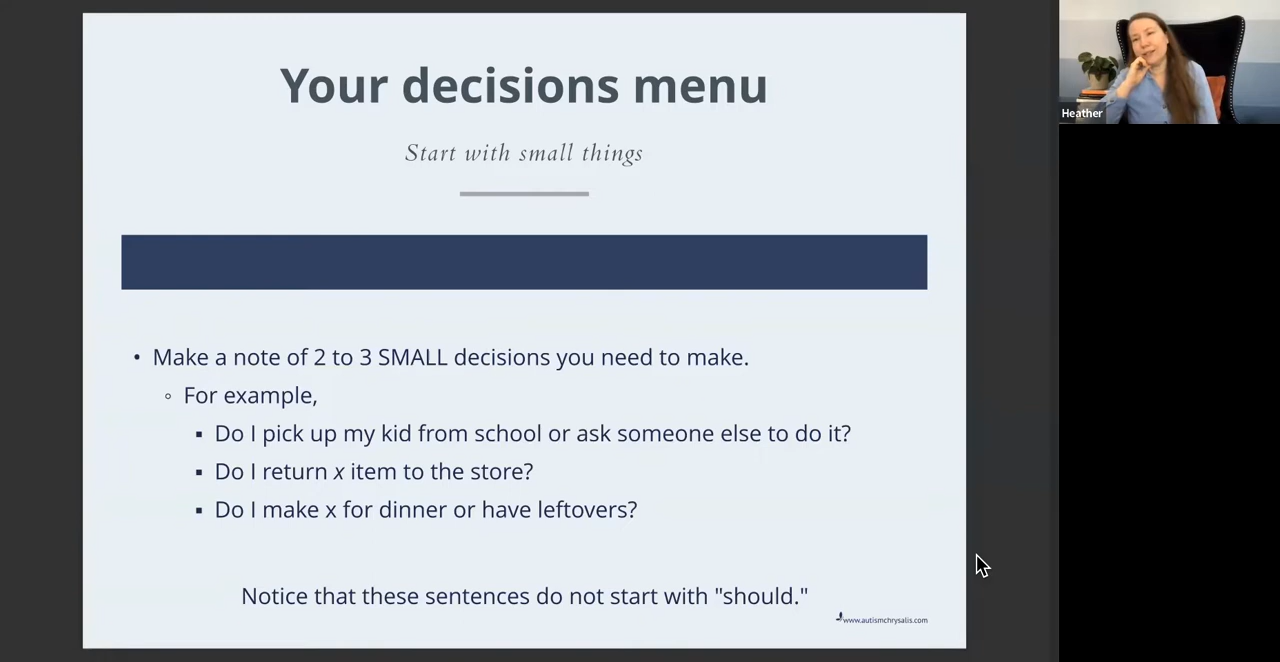 Your decisions menu
Start with small things
• Make a note of 2 to 3 SMALL decisions you need to make.
◦ For example,
▪ Do I pick up my kid from school or ask someone else to do it?
▪ Do I return x item to the store?
▪ Do I make x for dinner or have leftovers?
Notice that these sentences do not start with "should."
www.autismchrysalis.com
Heather